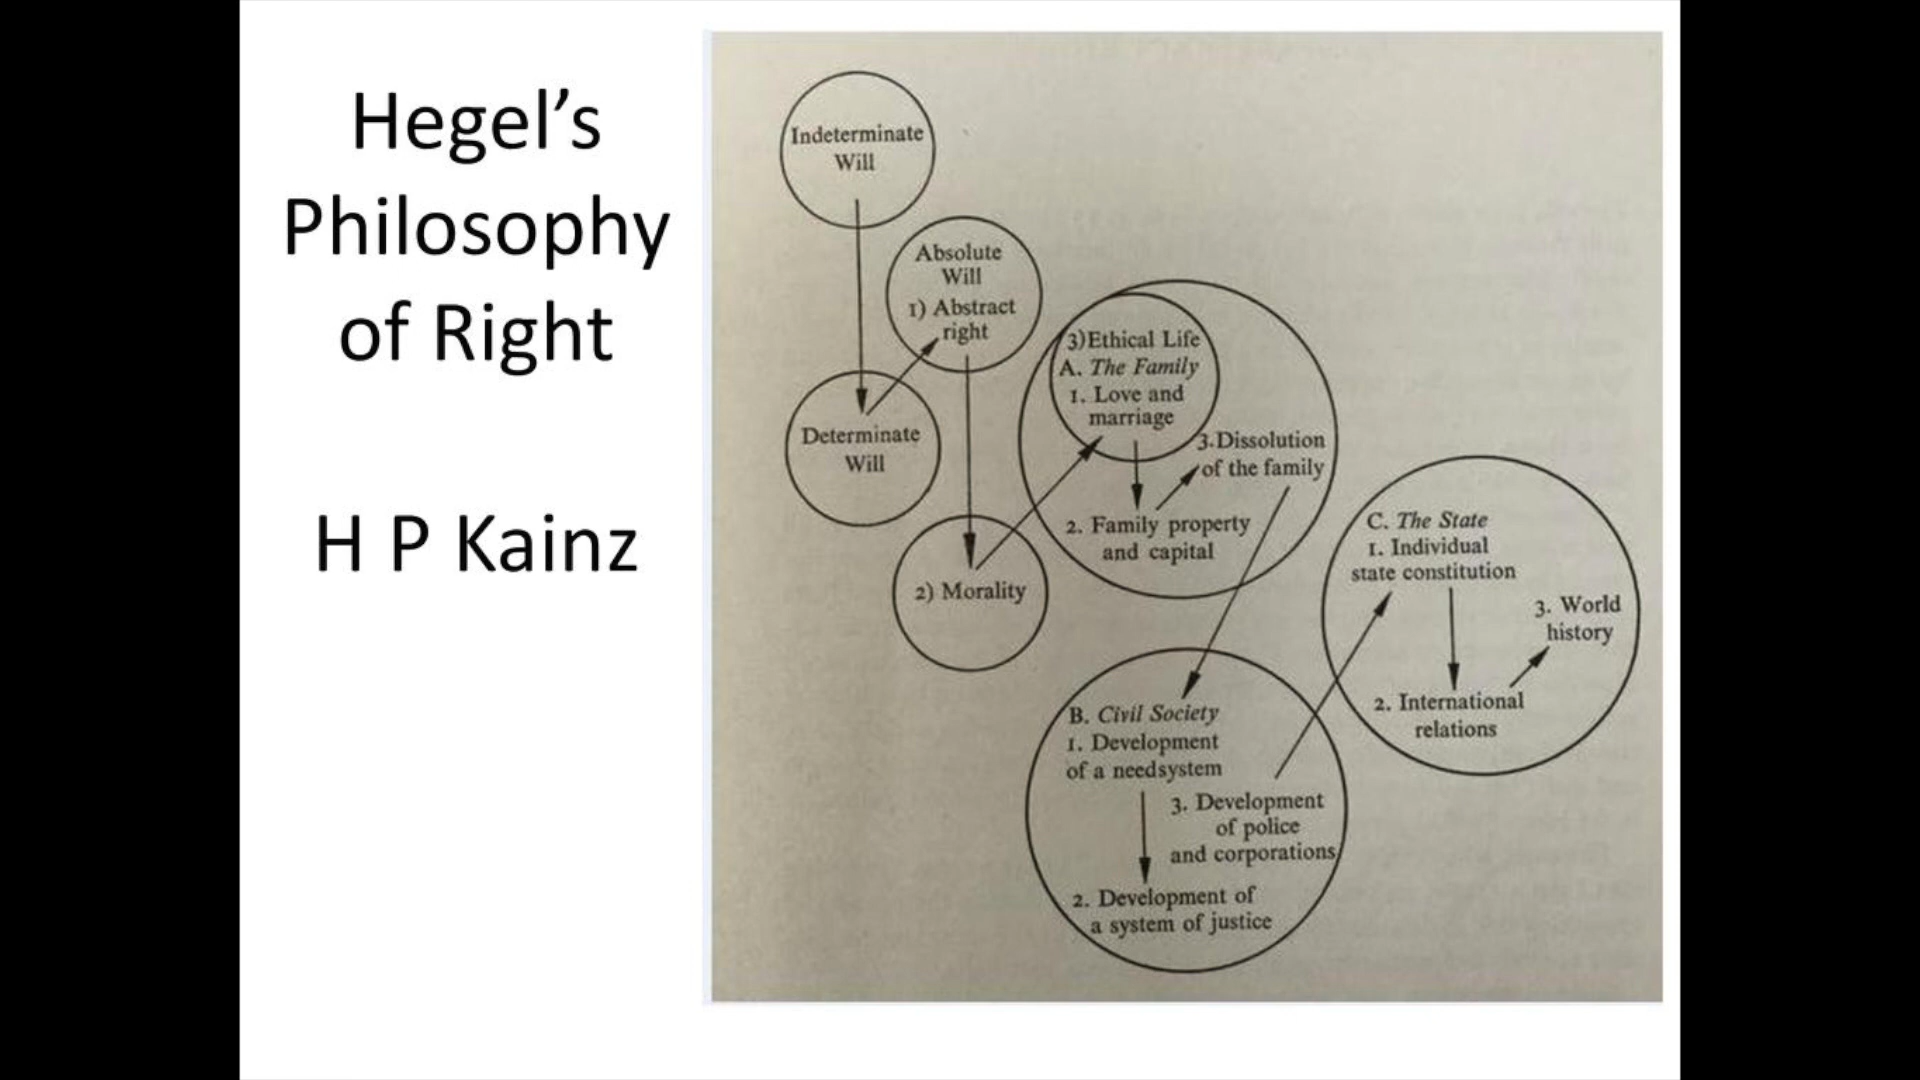 Hegel’s
Philosophy
of Right
H P Kainz
Indeterminate
Will
Absolute
Will
1) Abstract
right
Determinate
Will
2) Morality
3)Ethical Life
A. The Family
1. Love and
marriage
3.Dissolution
of the family
2. Family property
and capital
B. Civil Society
1. Development
of a needsystem
3. Development
of police
and corporations
2. Development of
a system of justice
C. The State
1. Individual
state constitution
3. World
history
2. International
relations